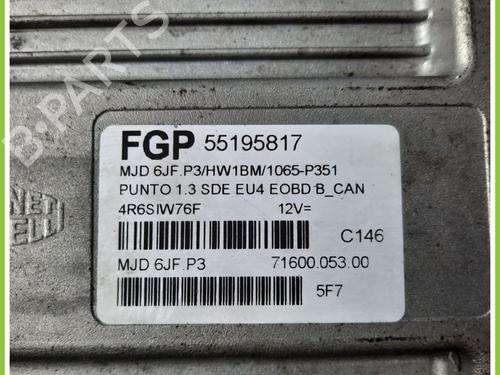 B-PARTS
FGP 55195817
MJD 6JF.P3/HW1BM/1065-P351
PUNTO 1.3 SDE EU4 EOBD B_CAN
4R6SIW76F 12V=
C146
MJD 6JF.P3 71600.053.00
5F7